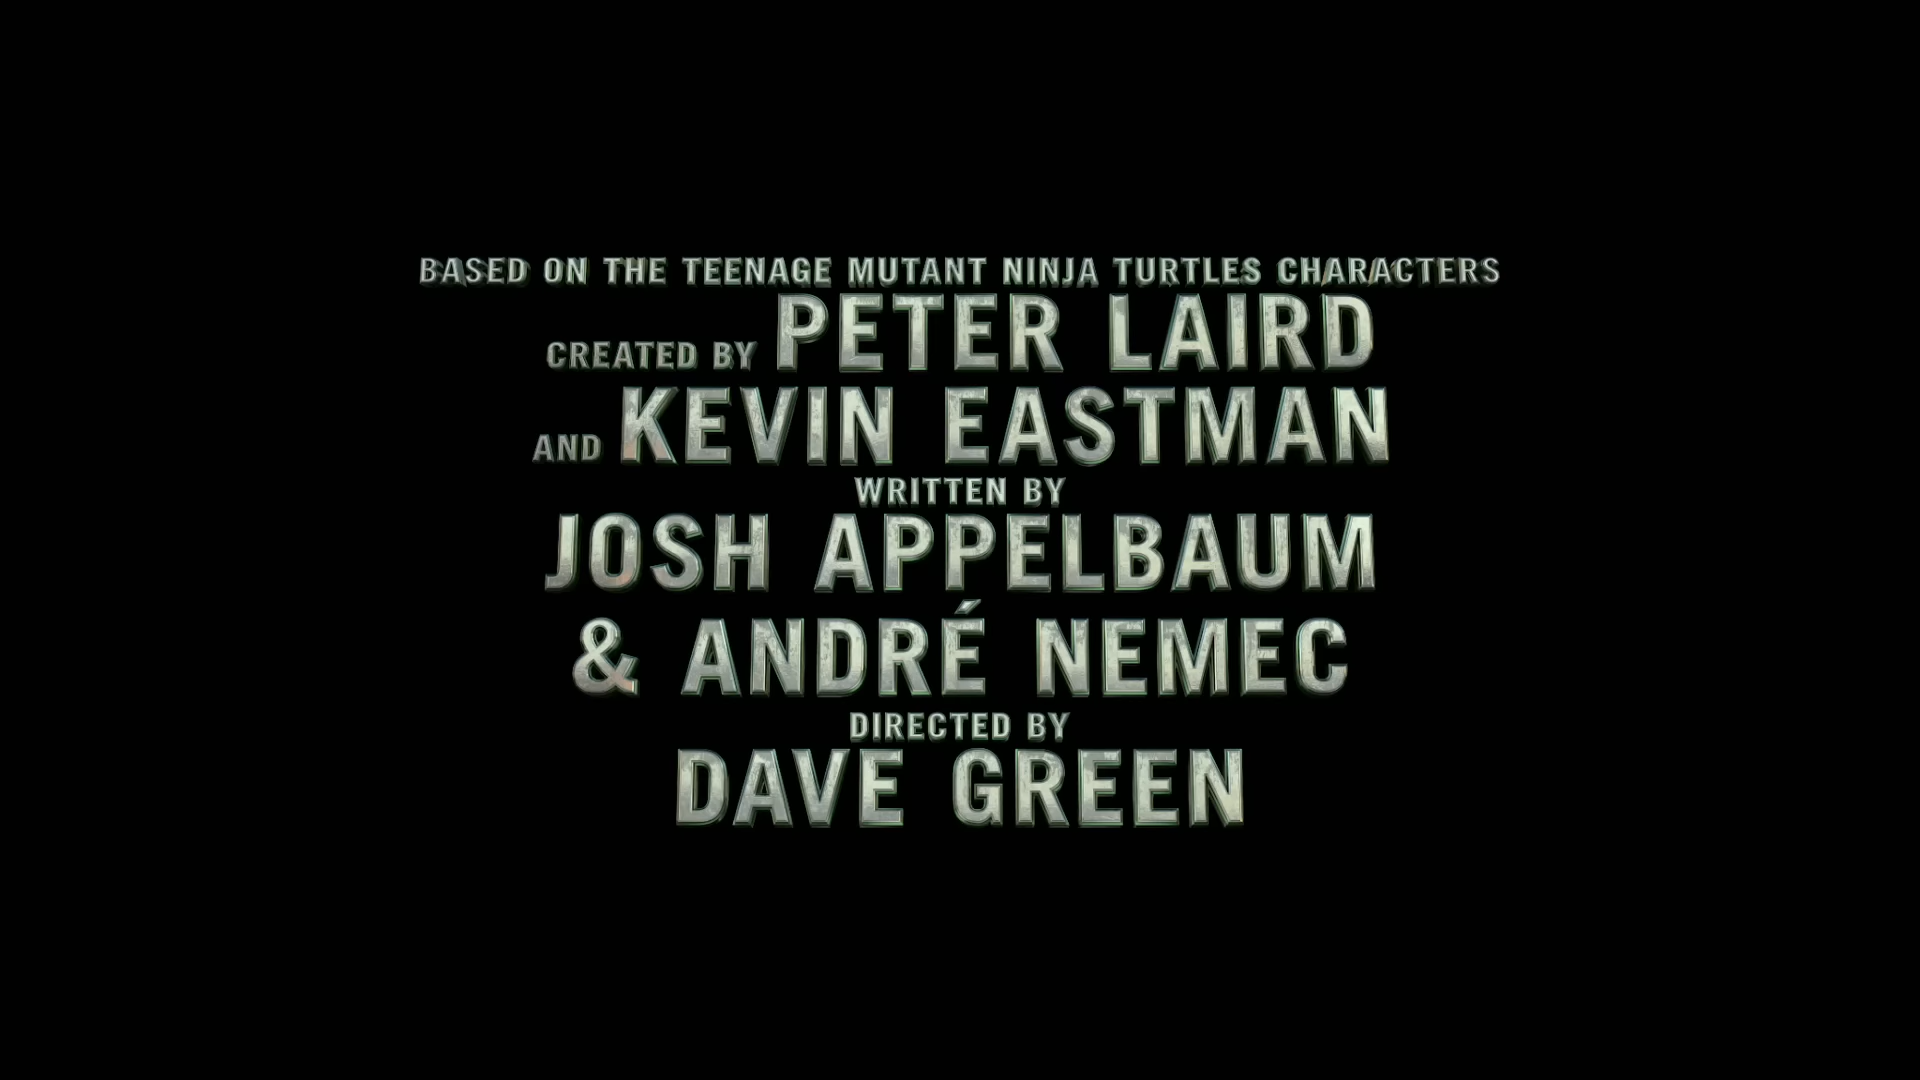 BASED ON THE TEENAGE MUTANT NINJA TURTLES CHARACTERS
CREATED BY PETER LAIRD
AND KEVIN EASTMAN
WRITTEN BY
JOSH APPELBAUM
& ANDRÉ NEMEC
DIRECTED BY
DAVE GREEN